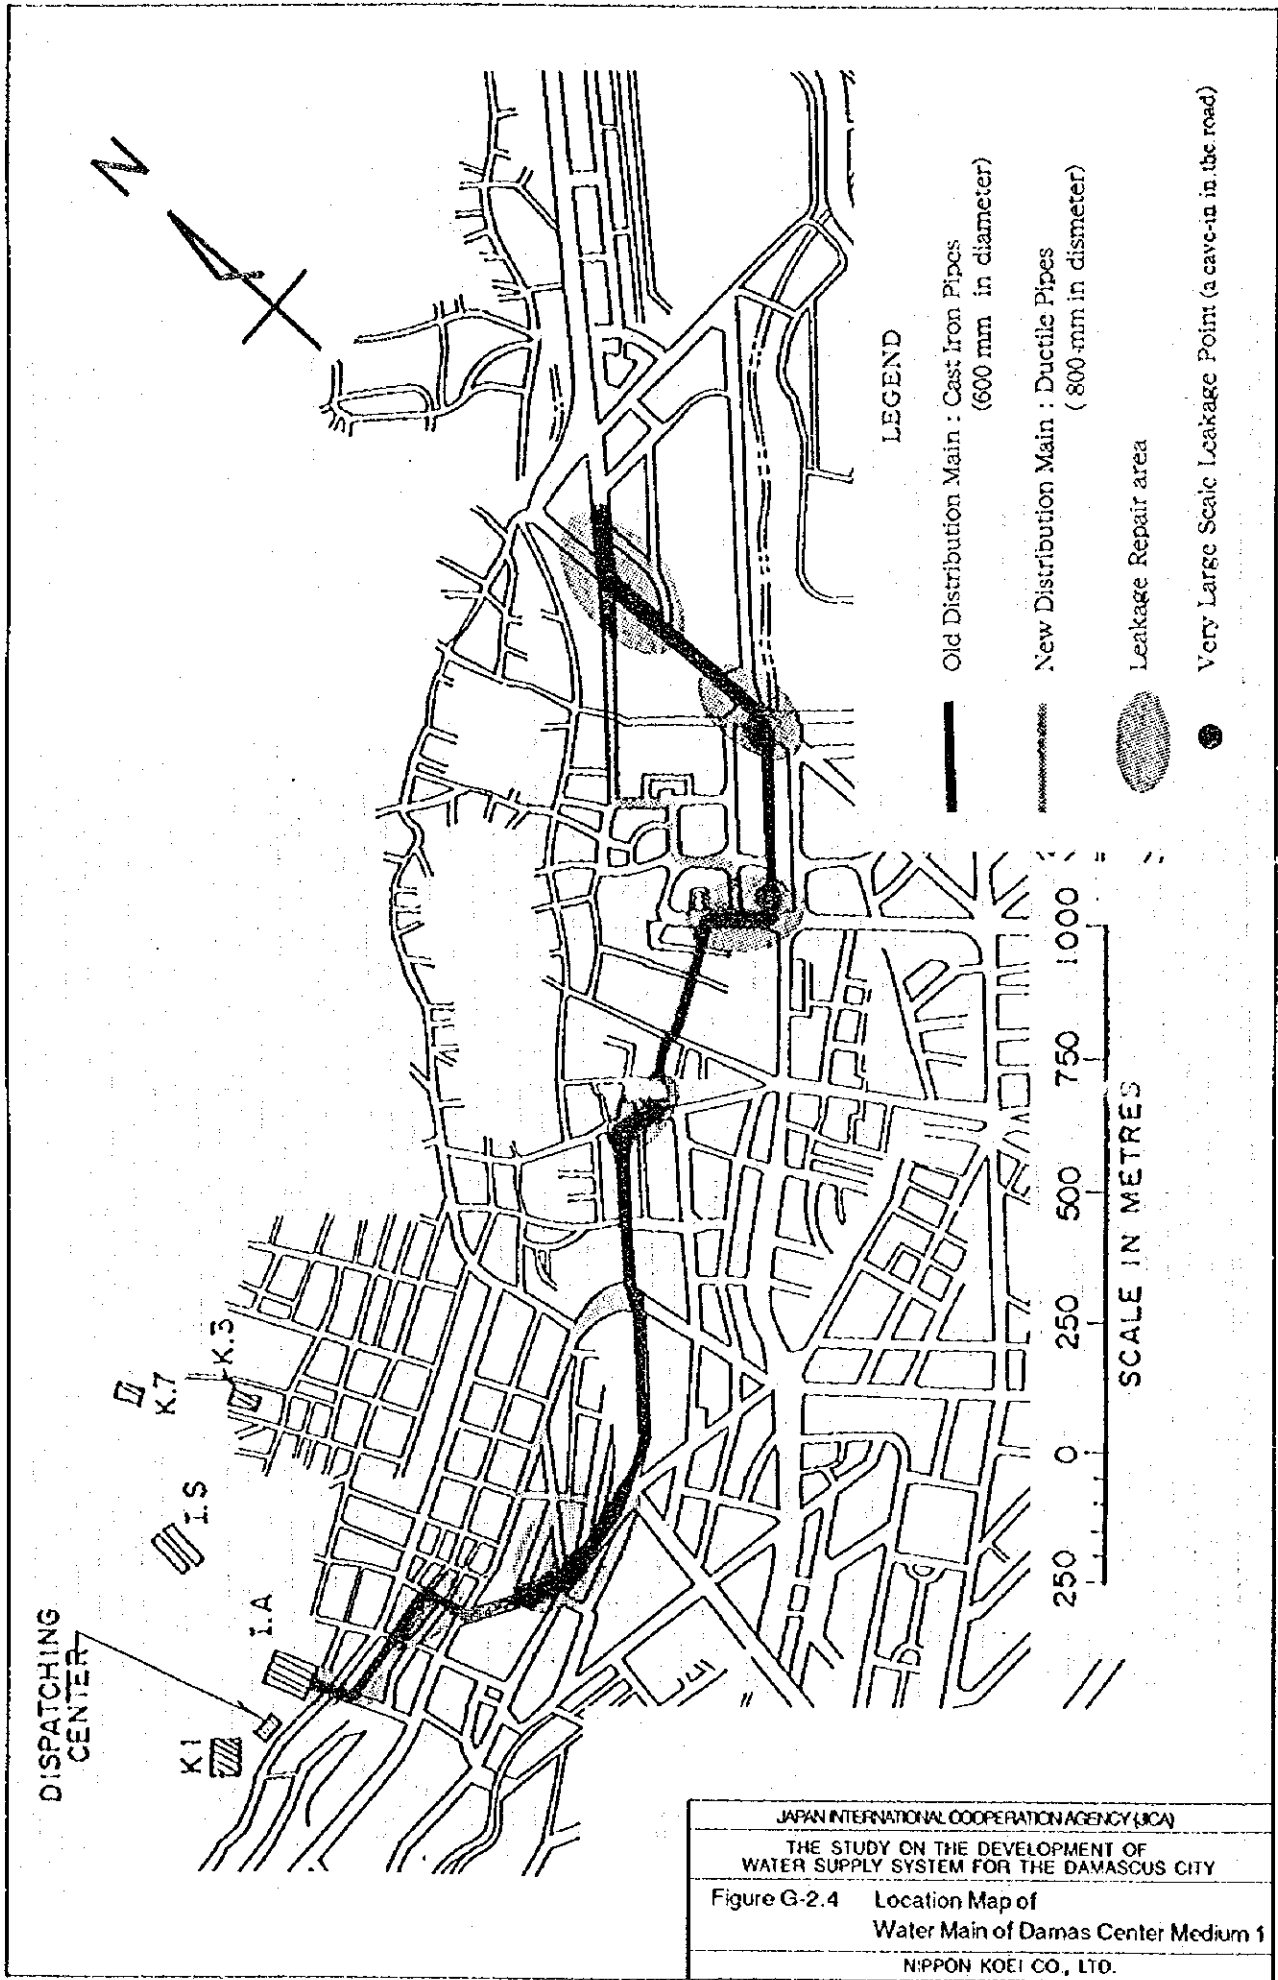 N
DISPATCHING
CENTER
K1
I.A
I.S
K.7
K.3
LEGEND
Old Distribution Main : Cast Iron Pipes
(600 mm in diameter)
New Distribution Main : Ductile Pipes
( 800 mm in dismeter)
Leakage Repair area
Very Large Scale Leakage Point (a cave-in in the road)
250 0 250 500 750 1000
SCALE IN METRES
JAPAN INTERNATIONAL COOPERATION AGENCY (JICA)
THE STUDY ON THE DEVELOPMENT OF
WATER SUPPLY SYSTEM FOR THE DAMASCUS CITY
Figure G-2.4 Location Map of
Water Main of Damas Center Medium 1
NIPPON KOEI CO., LTD.